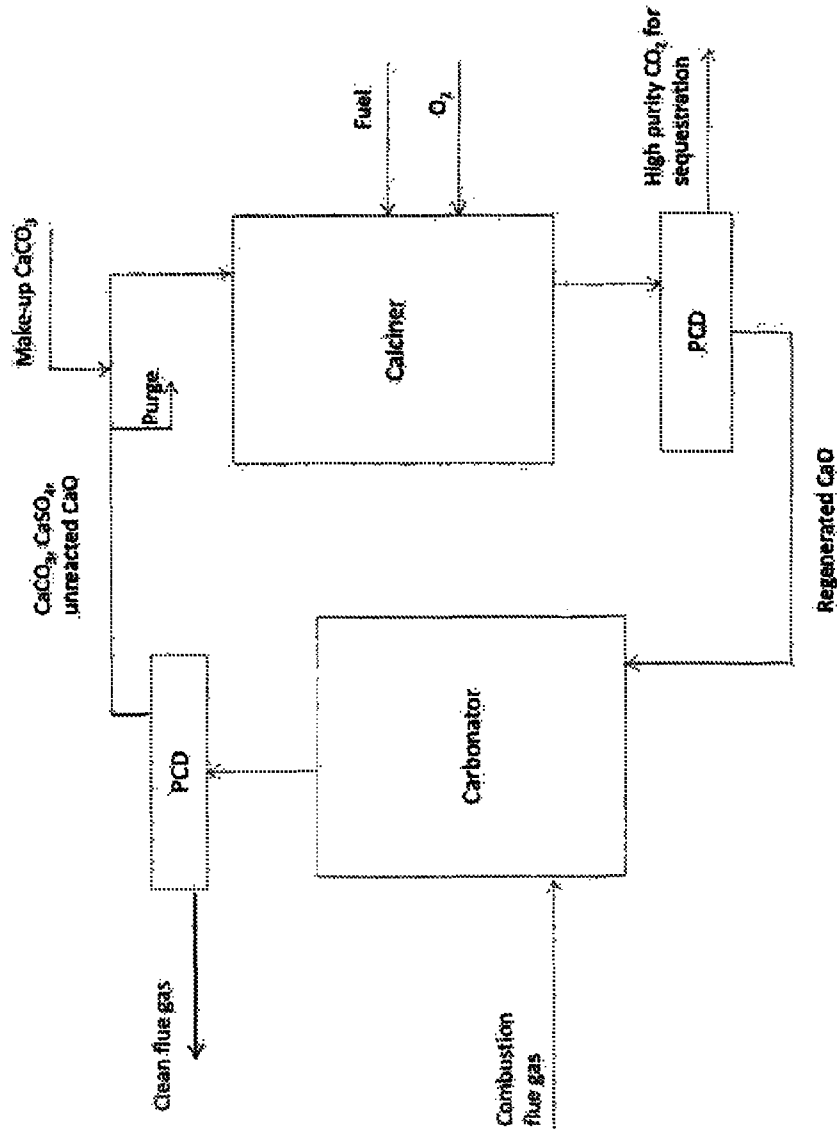 Make-up CaCO₃
CaCO₃, CaSO₄,
unreacted CaO
Purge
PCD
Clean flue gas
Fuel
O₂
Calciner
Carbonator
Combustion
flue gas
High purity CO₂ for
sequestration
PCD
Regenerated CaO